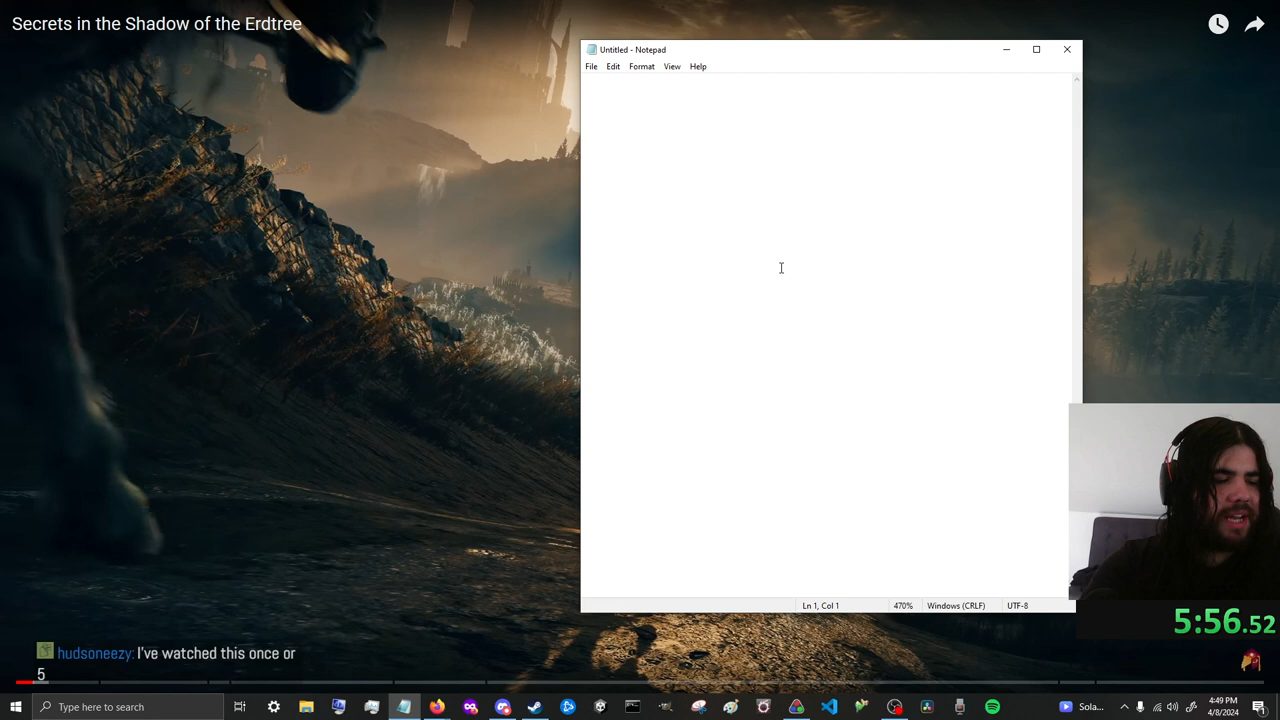 Secrets in the Shadow of the Erdtree
Untitled - Notepad
File Edit Format View Help
Ln 1, Col 1 470% Windows (CRLF) UTF-8
5:56.52
hudsoneezy: I've watched this once or
5
Type here to search
Sola...
4:49 PM
4/8/2024